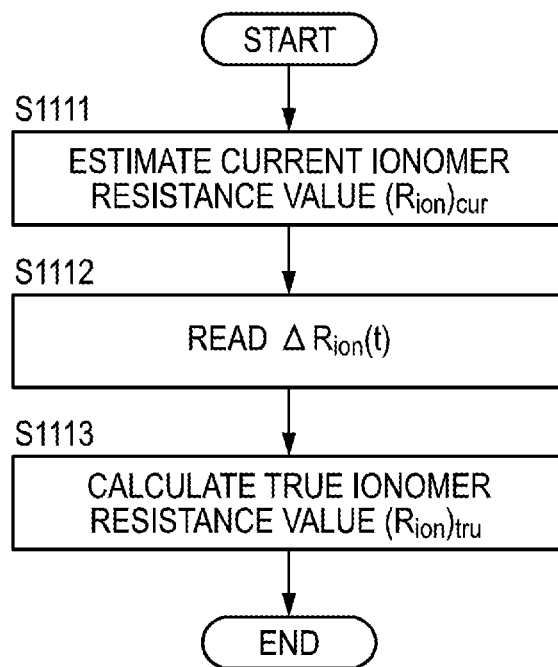 START
S1111
ESTIMATE CURRENT IONOMER
RESISTANCE VALUE (Rion)cur
S1112
READ Δ Rion(t)
S1113
CALCULATE TRUE IONOMER
RESISTANCE VALUE (Rion)tru
END